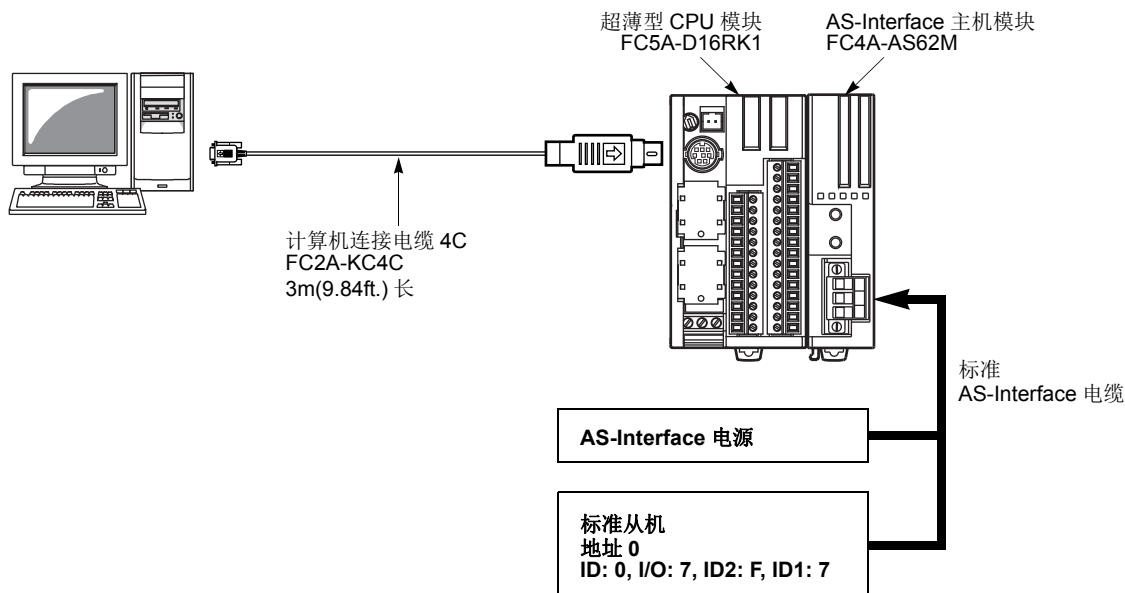 超薄型 CPU 模块
FC5A-D16RK1
AS-Interface 主机模块
FC4A-AS62M
计算机连接电缆 4C
FC2A-KC4C
3m(9.84ft.) 长
标准
AS-Interface 电缆
AS-Interface 电源
标准从机
地址 0
ID: 0, I/O: 7, ID2: F, ID1: 7